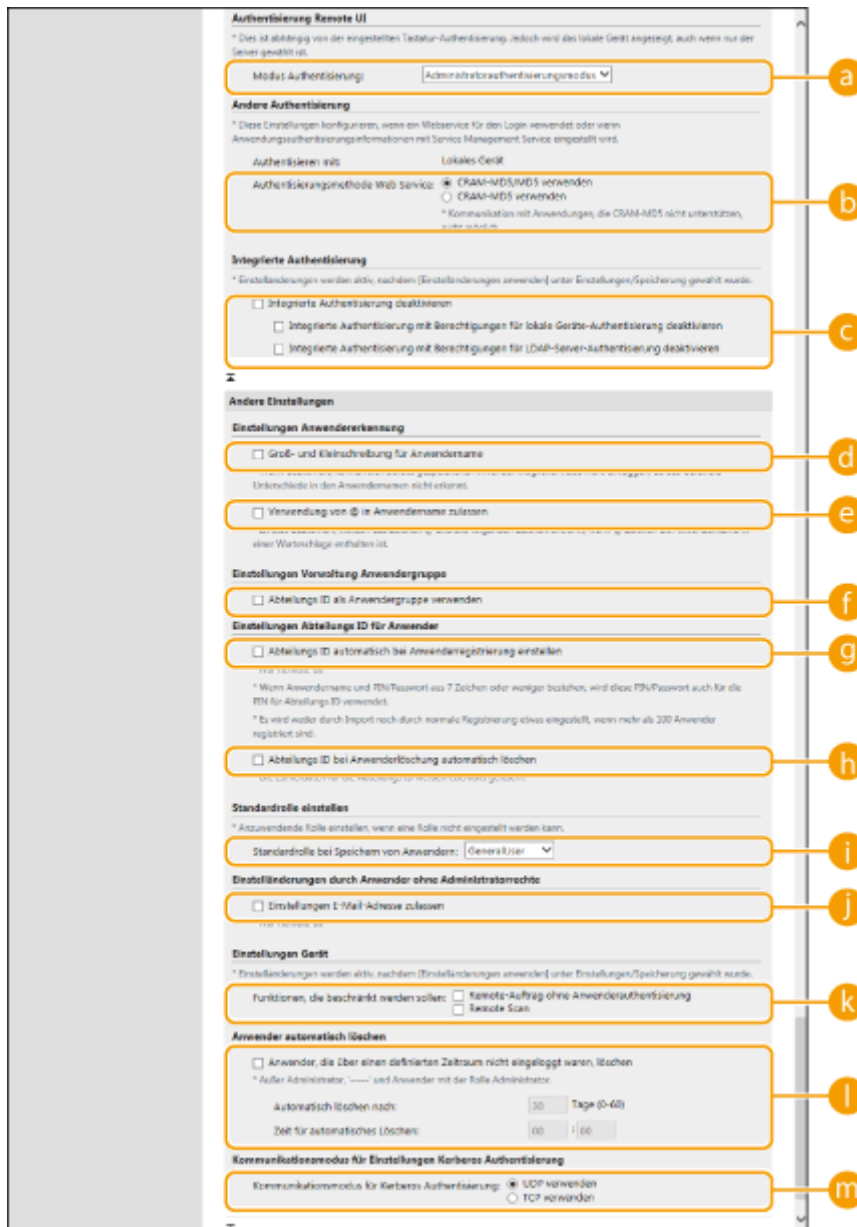 Authentisierung Remote UI
* Dies ist abhängig von der eingestellten Tastatur-Authentisierung. Jedoch wird das lokale Gerät angezeigt, auch wenn nur der
Server gewählt ist.
Modus Authentisierung: Administratorauthentisierungsmodus
a
Andere Authentisierung
* Diese Einstellungen konfigurieren, wenn ein Webservice für den Login verwendet oder wenn
Anwendungsauthentisierungsinformationen mit Service Management Service eingestellt wird.
Authentisieren mit: Lokales Gerät
Authentisierungsmethode Web Service: CRAM-MD5/MD5 verwenden
CRAM-MD5 verwenden
b
* Kommunikation mit Anwendungen, die CRAM-MD5 nicht unterstützen,
Integrierte Authentisierung
* Einstelländerungen werden aktiv, nachdem [Einstelländerungen anwenden] unter Einstellungen/Speicherung gewählt wurde.
Integrierte Authentisierung deaktivieren
Integrierte Authentisierung mit Berechtigungen für lokale Geräte-Authentisierung deaktivieren
c
Integrierte Authentisierung mit Berechtigungen für LDAP-Server-Authentisierung deaktivieren
Andere Einstellungen
Einstellungen Anwendererkennung
Groß- und Kleinschreibung für Anwendername
d
Unterschiede in den Anwendernamen nicht erkennt.
Verwendung von @ in Anwendername zulassen
e
einer Warteschlage enthalten ist.
Einstellungen Verwaltung Anwendergruppe
Abteilungs ID als Anwendergruppe verwenden
f
Einstellungen Abteilungs ID für Anwender
Abteilungs ID automatisch bei Anwenderregistrierung einstellen
g
* Wenn Anwendername und PIN/Passwort aus 7 Zeichen oder weniger bestehen, wird diese PIN/Passwort auch für die
PIN für Abteilungs ID verwendet.
* Es wird weder durch Import noch durch normale Registrierung etwas eingestellt, wenn mehr als 300 Anwender
registriert sind.
Abteilungs ID bei Anwenderlöschung automatisch löschen
h
Standardrolle einstellen
* Anzuwendende Rolle einstellen, wenn eine Rolle nicht eingestellt werden kann.
Standardrolle bei Speichern von Anwendern: GeneralUser
i
Einstelländerungen durch Anwender ohne Administratorrechte
Einstellungen E-Mail-Adresse zulassen
j
Einstellungen Gerät
* Einstelländerungen werden aktiv, nachdem [Einstelländerungen anwenden] unter Einstellungen/Speicherung gewählt wurde.
Funktionen, die beschränkt werden sollen: Remote-Auftrag ohne Anwenderauthentisierung
Remote Scan
k
Anwender automatisch löschen
Anwender, die über einen definierten Zeitraum nicht eingeloggt waren, löschen
* Außer Administrator, '-----' und Anwender mit der Rolle Administrator.
Automatisch löschen nach: 30 Tage (0-60)
l
Zeit für automatisches Löschen: 00 : 00
Kommunikationsmodus für Einstellungen Kerberos Authentisierung
Kommunikationsmodus für Kerberos Authentisierung: UDP verwenden
TCP verwenden
m